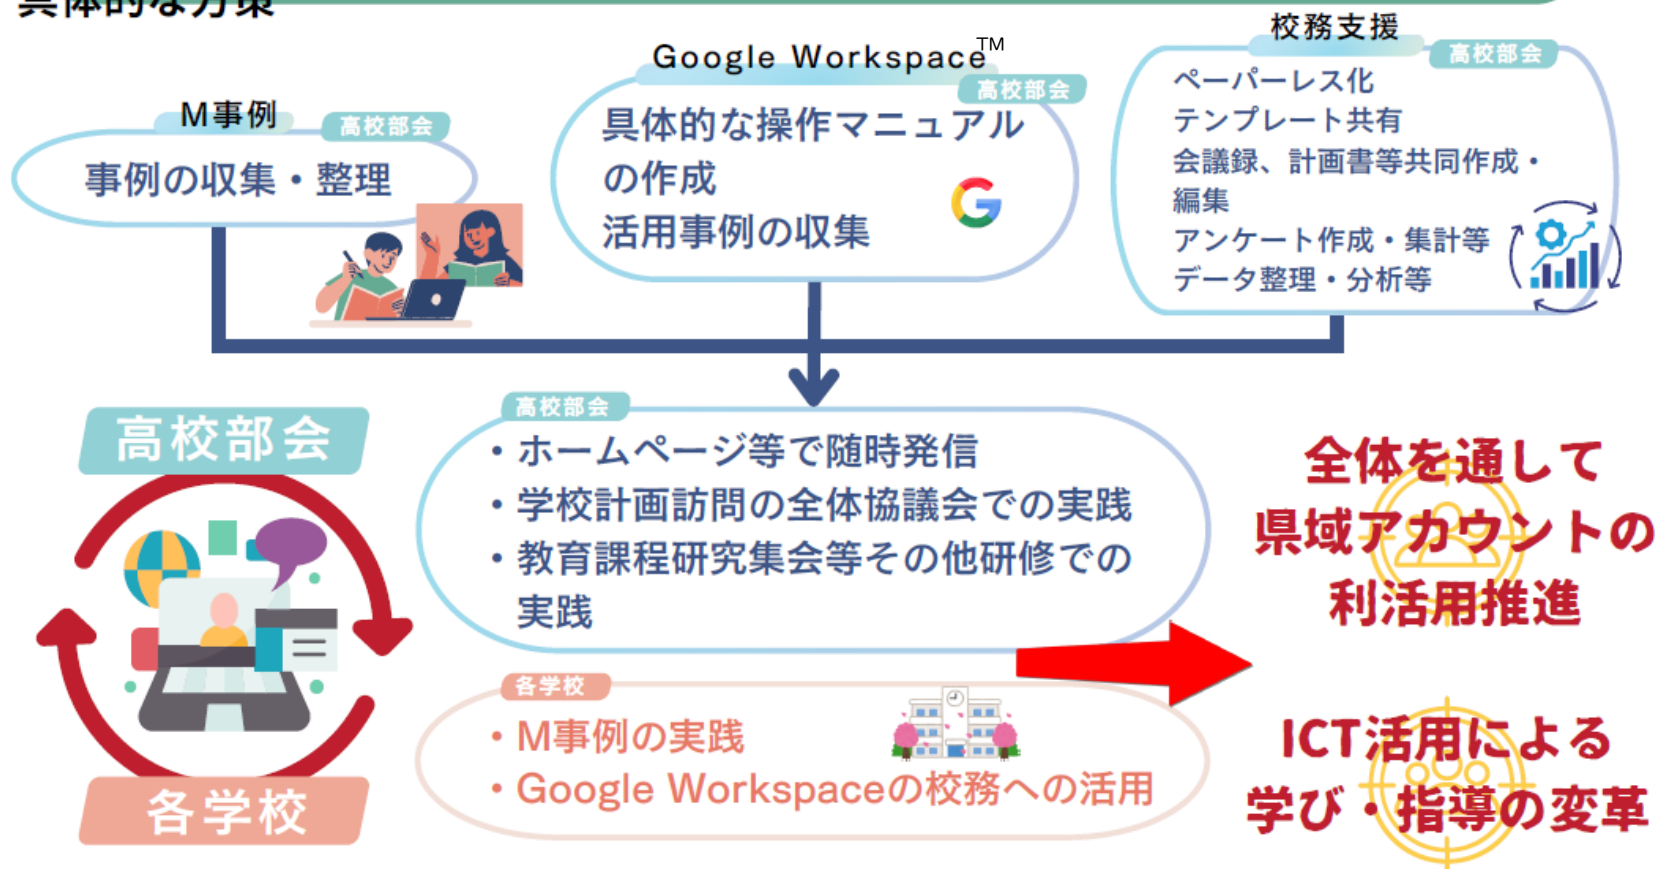 具体的な方策
M事例
高校部会
事例の収集・整理
Google Workspace™
高校部会
具体的な操作マニュアル
の作成
活用事例の収集
校務支援
高校部会
ペーパーレス化
テンプレート共有
会議録、計画書等共同作成・
編集
アンケート作成・集計等
データ整理・分析等
高校部会
・ホームページ等で随時発信
・学校計画訪問の全体協議会での実践
・教育課程研究集会等その他研修での
実践
高校部会
各学校
各学校
・M事例の実践
・Google Workspaceの校務への活用
全体を通して
県域アカウントの
利活用推進
ICT活用による
学び・指導の変革